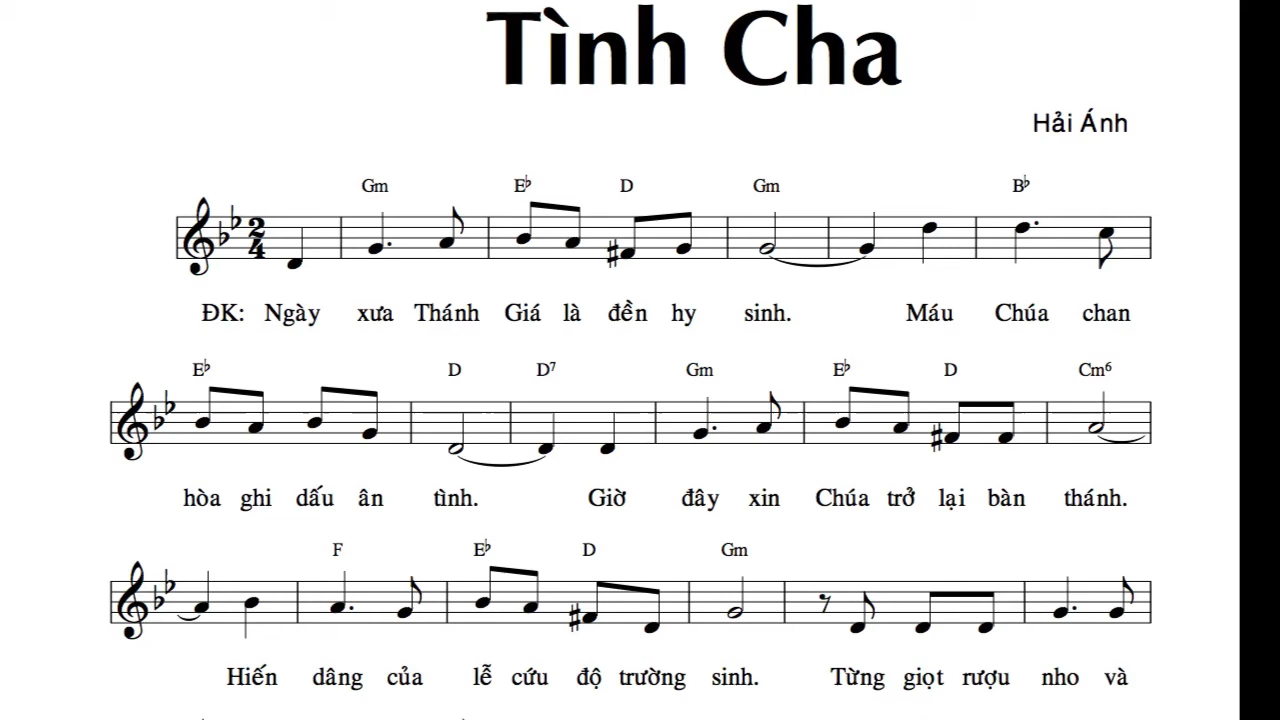 Tình Cha
Hải Ánh
Gm E♭ D Gm B♭
2
4
ĐK: Ngày xưa Thánh Giá là đền hy sinh. Máu Chúa chan
E♭ D D7 Gm E♭ D Cm6
hòa ghi dấu ân tình. Giờ đây xin Chúa trở lại bàn thánh.
F E♭ D Gm
Hiến dâng của lễ cứu độ trường sinh. Từng giọt rượu nho và